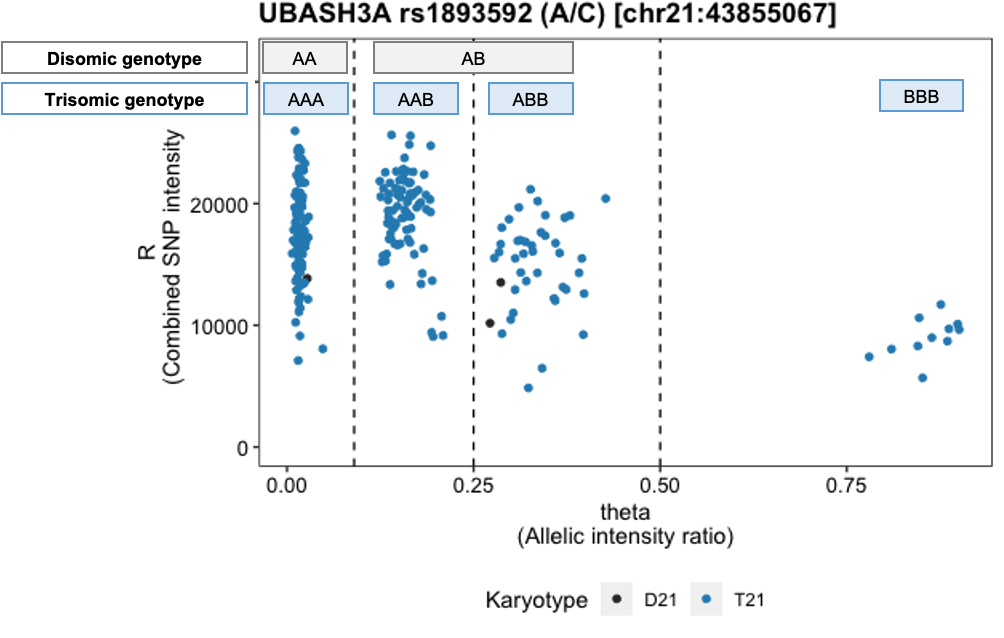 UBASH3A rs1893592 (A/C) [chr21:43855067]
Disomic genotype AA AB
Trisomic genotype AAA AAB ABB BBB
R
(Combined SNP intensity
20000
10000
0
0.00 0.25 0.50 0.75
theta
(Allelic intensity ratio)
Karyotype D21 T21